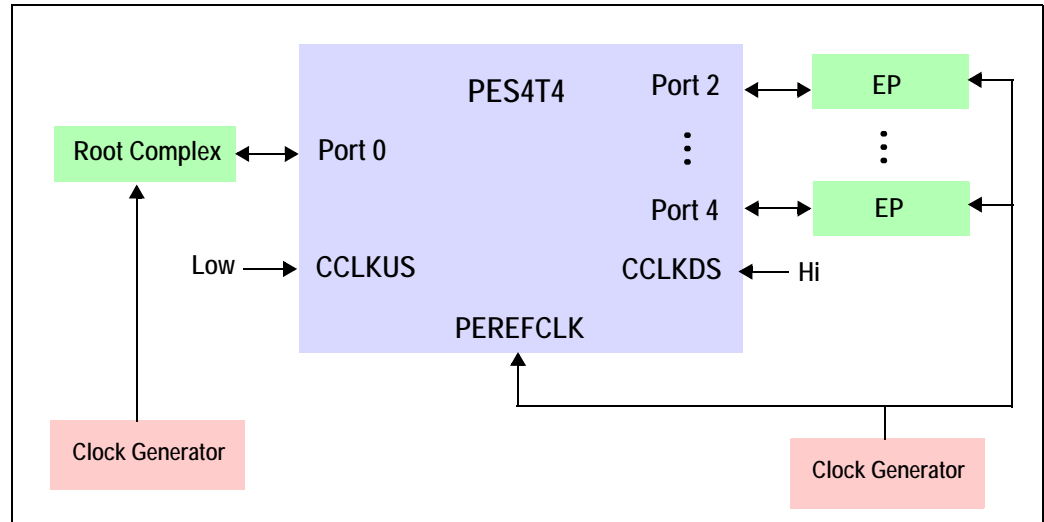 PES4T4
Port 2
EP
Root Complex
Port 0
Port 4
EP
Low
CCLKUS
CCLKDS
Hi
PEREFCLK
Clock Generator
Clock Generator